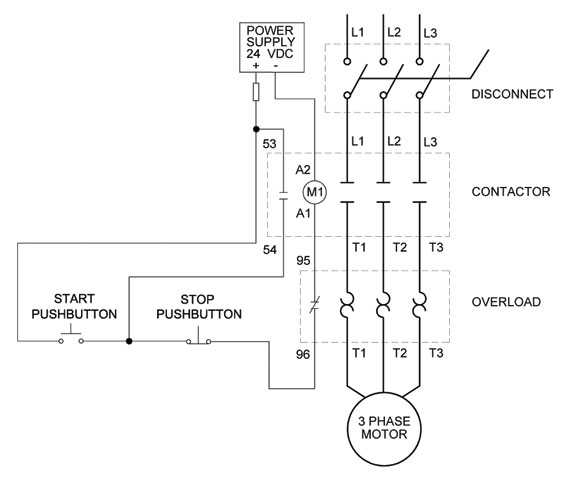 POWER
SUPPLY
24 VDC
+ -
L1 L2 L3
DISCONNECT
L1 L2 L3
53
A2
M1
CONTACTOR
A1
54
T1 T2 T3
95
START
PUSHBUTTON
STOP
PUSHBUTTON
OVERLOAD
96
T1 T2 T3
3 PHASE
MOTOR